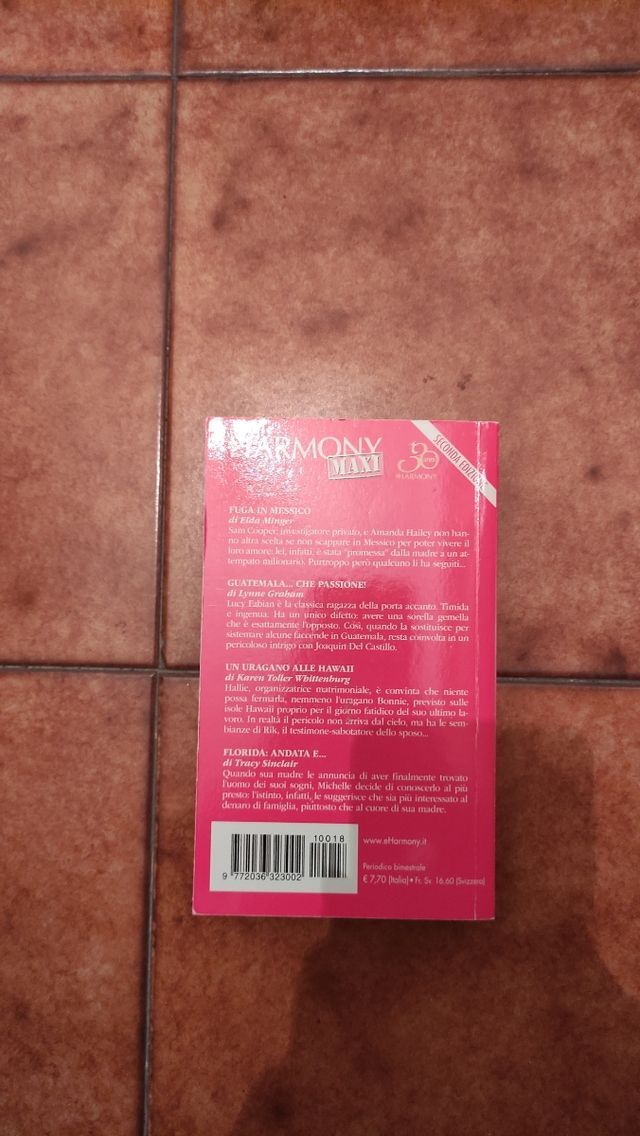 HARMONY
MAXI
30 anni
HARMONY
SECONDA EDIZIONE
FUGA IN MESSICO
di Elda Minger
Sam Cooper, investigatore privato, e Amanda Hailey non han-
no altra scelta se non scappare in Messico per poter vivere il
loro amore: lei, infatti, è stata "promessa" dalla madre a un at-
tempato milionario. Purtroppo però qualcuno li ha seguiti...
GUATEMALA... CHE PASSIONE!
di Lynne Graham
Lucy Fabian è la classica ragazza della porta accanto. Timida
e ingenua. Ha un unico difetto: avere una sorella gemella
che è esattamente l'opposto. Così, quando la sostituisce per
sistemare alcune faccende in Guatemala, resta coinvolta in un
pericoloso intrigo con Joaquin Del Castillo.
UN URAGANO ALLE HAWAII
di Karen Toller Whittenburg
Hallie, organizzatrice matrimoniale, è convinta che niente
possa fermarla, nemmeno l'uragano Bonnie, previsto sulle
isole Hawaii proprio per il giorno fatidico del suo ultimo la-
voro. In realtà il pericolo non arriva dal cielo, ma ha le sem-
bianze di Rik, il testimone-sabotatore dello sposo...
FLORIDA: ANDATA E...
di Tracy Sinclair
Quando sua madre le annuncia di aver finalmente trovato
l'uomo dei suoi sogni, Michelle decide di conoscerlo al più
presto: l'istinto, infatti, le suggerisce che sia più interessato al
denaro di famiglia, piuttosto che al cuore di sua madre.
10018
9 772036 323002
www.eHarmony.it
Periodico bimestrale
€ 7,70 (Italia) • Fr. Sv. 16.60 (Svizzera)